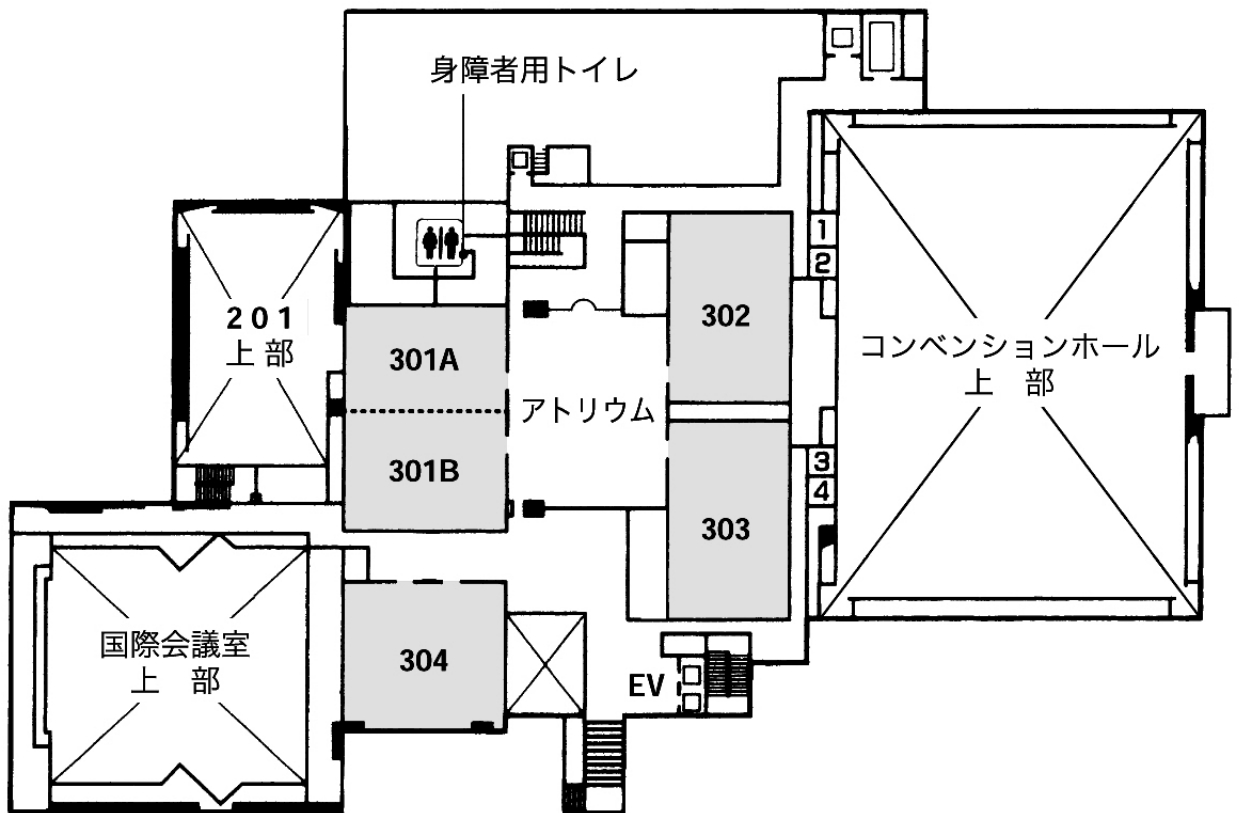 身障者用トイレ
1
2
302
201
上部
301A
コンベンションホール
上　部
アトリウム
301B
3
4
303
国際会議室
上　部
304
EV